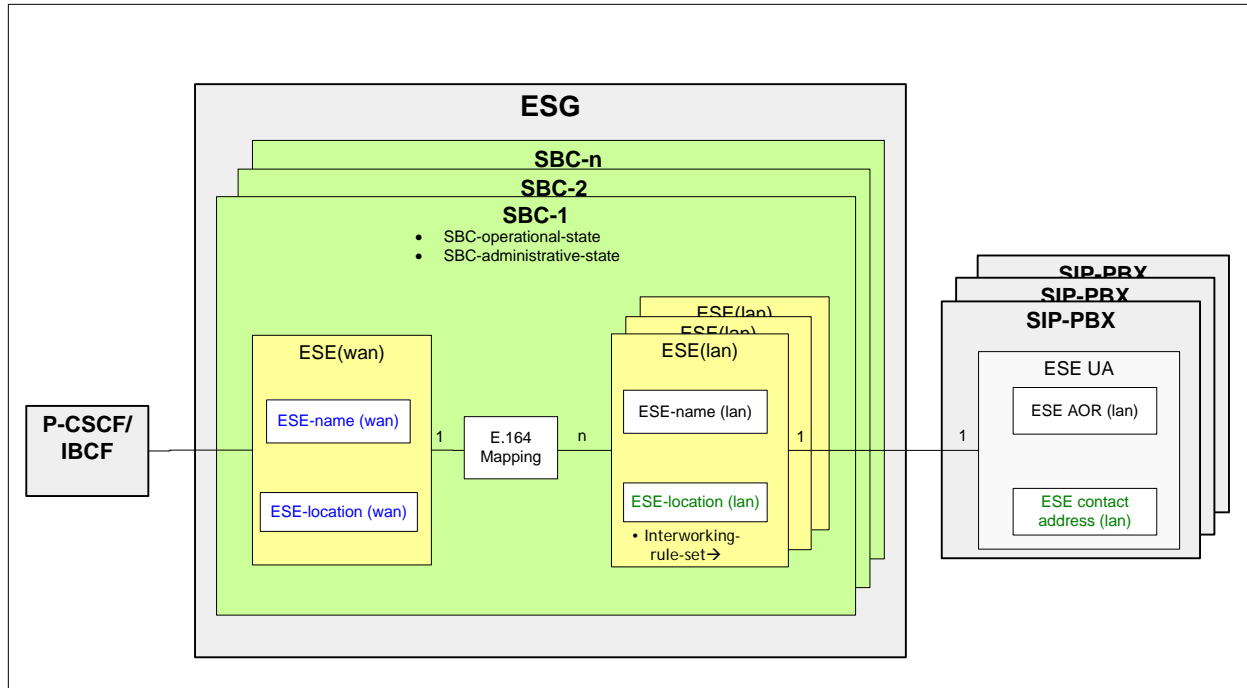 ESG
SBC-n
SBC-2
SBC-1
• SBC-operational-state
• SBC-administrative-state
SIP-PBX
SIP-PBX
SIP-PBX
ESE(lan)
ESE(lan)
ESE(lan)
ESE(wan)
ESE UA
ESE-name (wan)
ESE-name (lan)
ESE AOR (lan)
P-CSCF/
IBCF
1
E.164
Mapping
n
1
1
ESE-location (wan)
ESE-location (lan)
ESE contact
address (lan)
• Interworking-
rule-set→